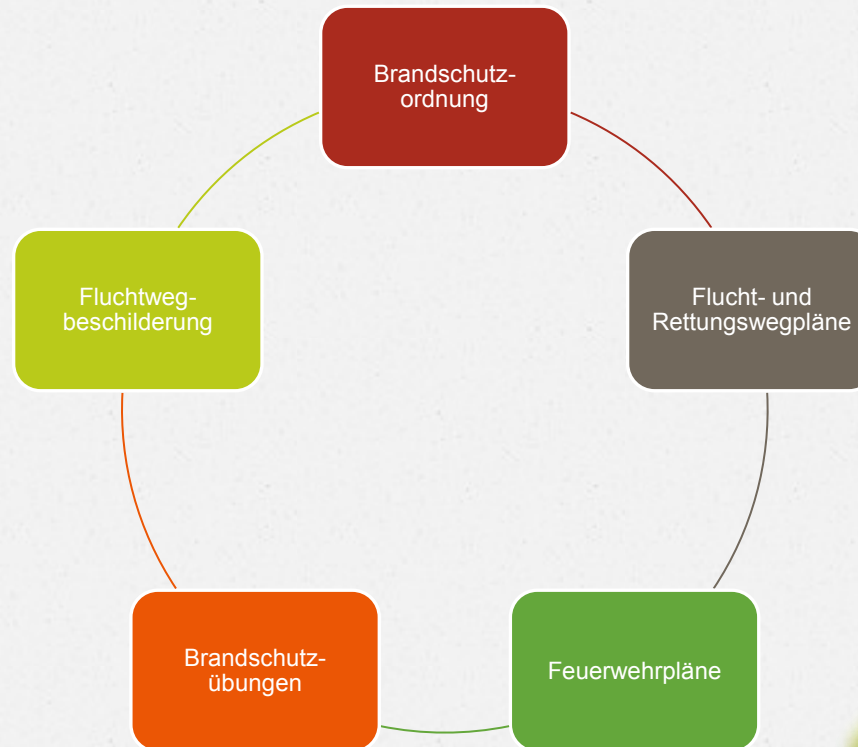 Brandschutz-
ordnung
Flucht- und
Rettungswegpläne
Feuerwehrpläne
Brandschutz-
übungen
Fluchtweg-
beschilderung